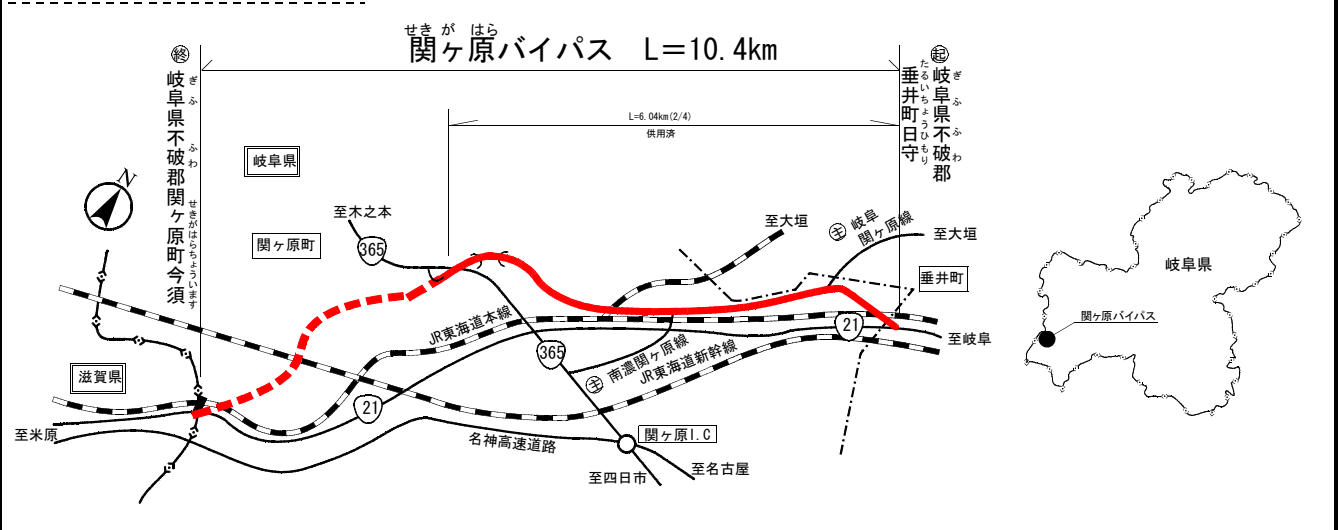 せき が はら
関ヶ原バイパス L=10.4km
終
岐阜県不破郡関ヶ原町今須
ぎふ ふわ せきがはらちょういます
起
岐阜県不破郡
ぎふ ふわ
垂井町日守
たるいちょうひもり
L=6.04km(2/4)
供用済
岐阜県
N
至木之本
関ヶ原町
365
至大垣
主 岐阜
関ヶ原線
至大垣
垂井町
岐阜県
関ヶ原バイパス
JR東海道本線
21
至岐阜
365
南濃関ヶ原線
主
JR東海道新幹線
滋賀県
21
至米原
名神高速道路
関ヶ原I.C
至四日市
至名古屋